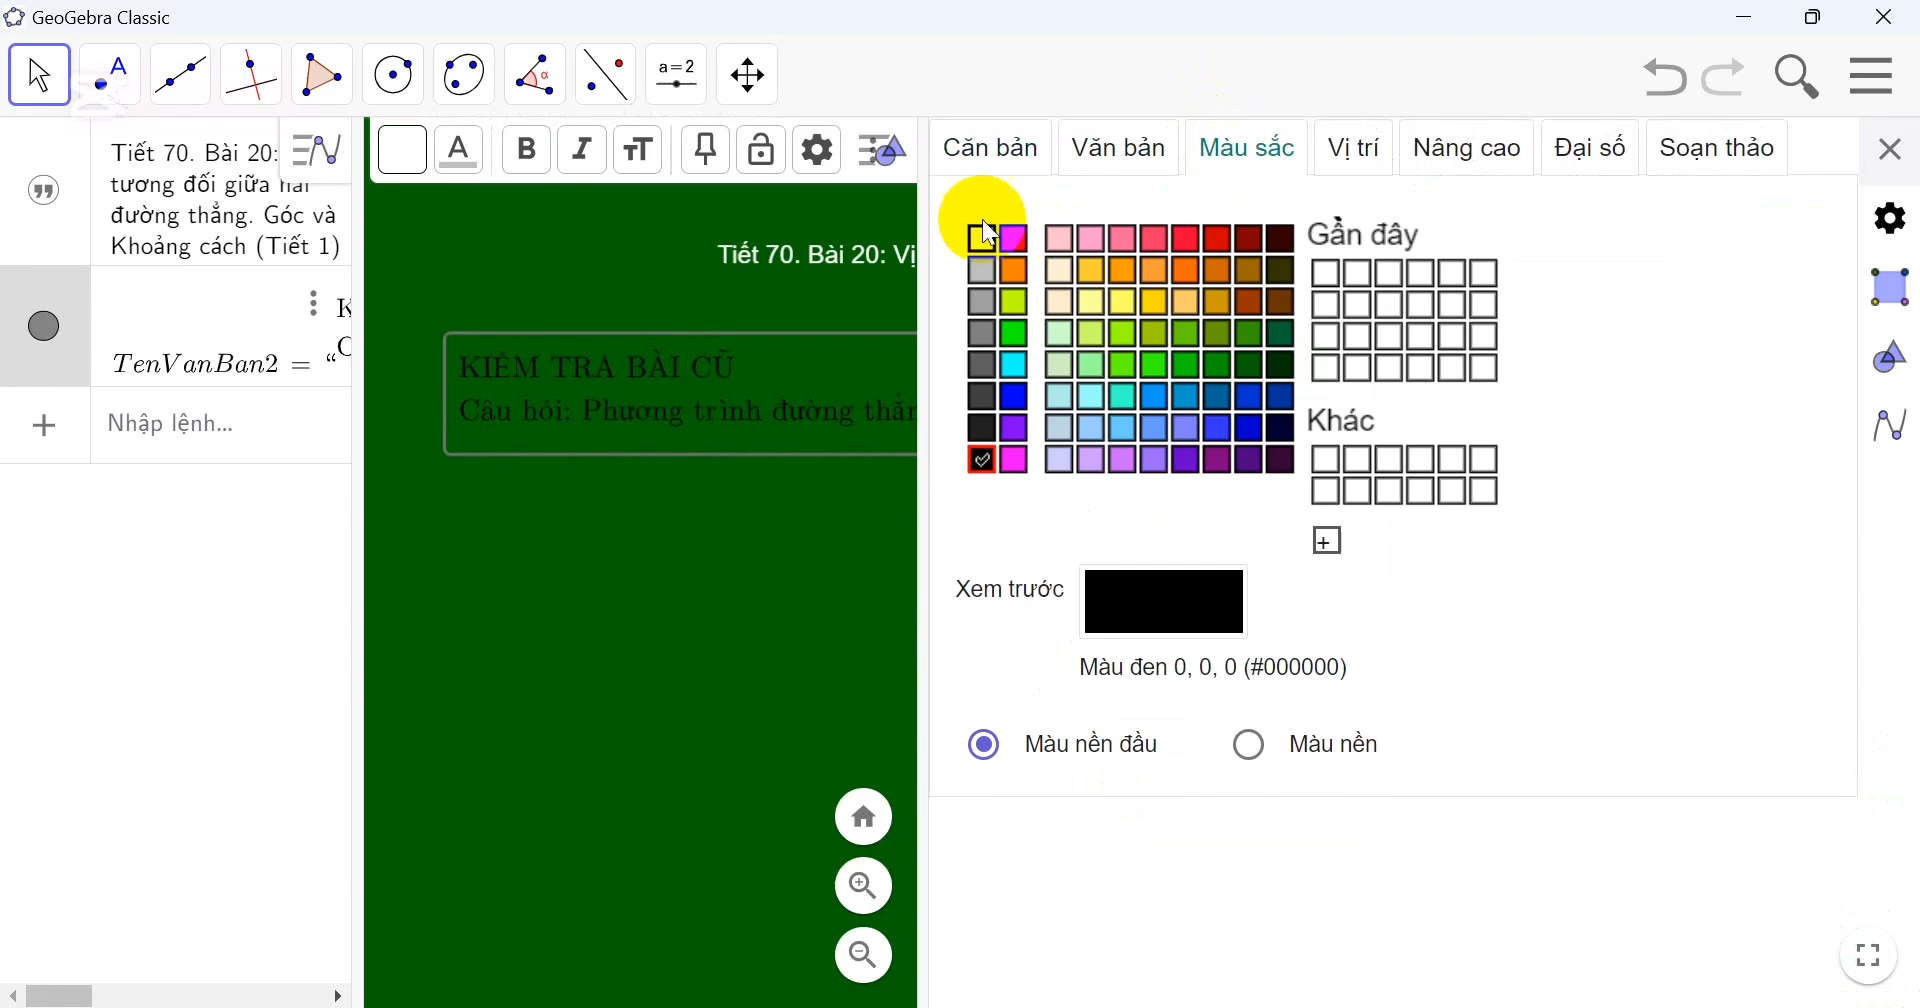 GeoGebra Classic
A
α
a=2
Tiết 70. Bài 20:
tương đối giữa hai
đường thẳng. Góc và
Khoảng cách (Tiết 1)
K
TenVanBan2 = “C
Nhập lệnh...
A B I TT
Tiết 70. Bài 20: Vị
KIỂM TRA BÀI CŨ
Câu hỏi: Phương trình đường thẳn
Căn bản
Văn bản
Màu sắc
Vị trí
Nâng cao
Đại số
Soạn thảo
Gần đây
Khác
+
Xem trước
Màu đen 0, 0, 0 (#000000)
Màu nền đầu
Màu nền